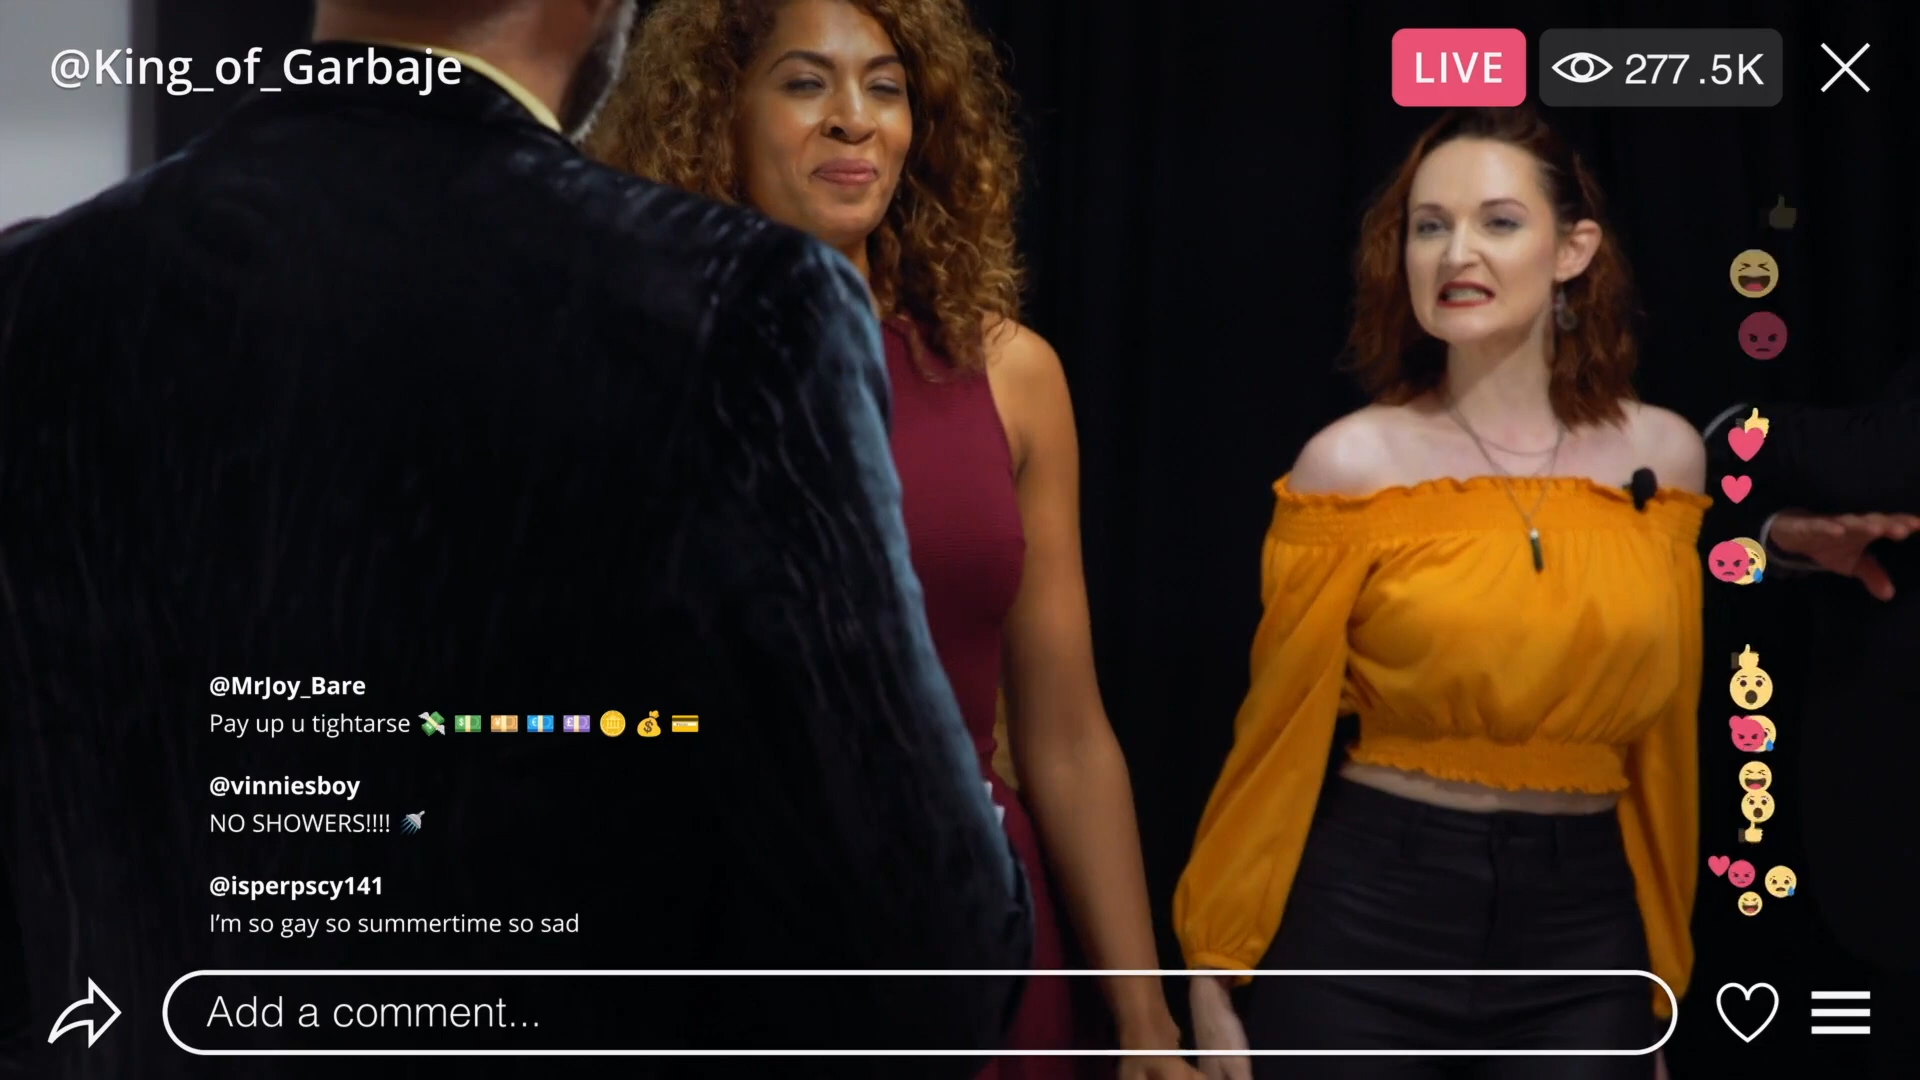 @King_of_Garbaje
LIVE 277.5K
@MrJoy_Bare
Pay up u tightarse 💸 💵 💴 💶 💷 🪙 💰 💳
@vinniesboy
NO SHOWERS!!!! 🚿
@isperpscy141
I'm so gay so summertime so sad
Add a comment...